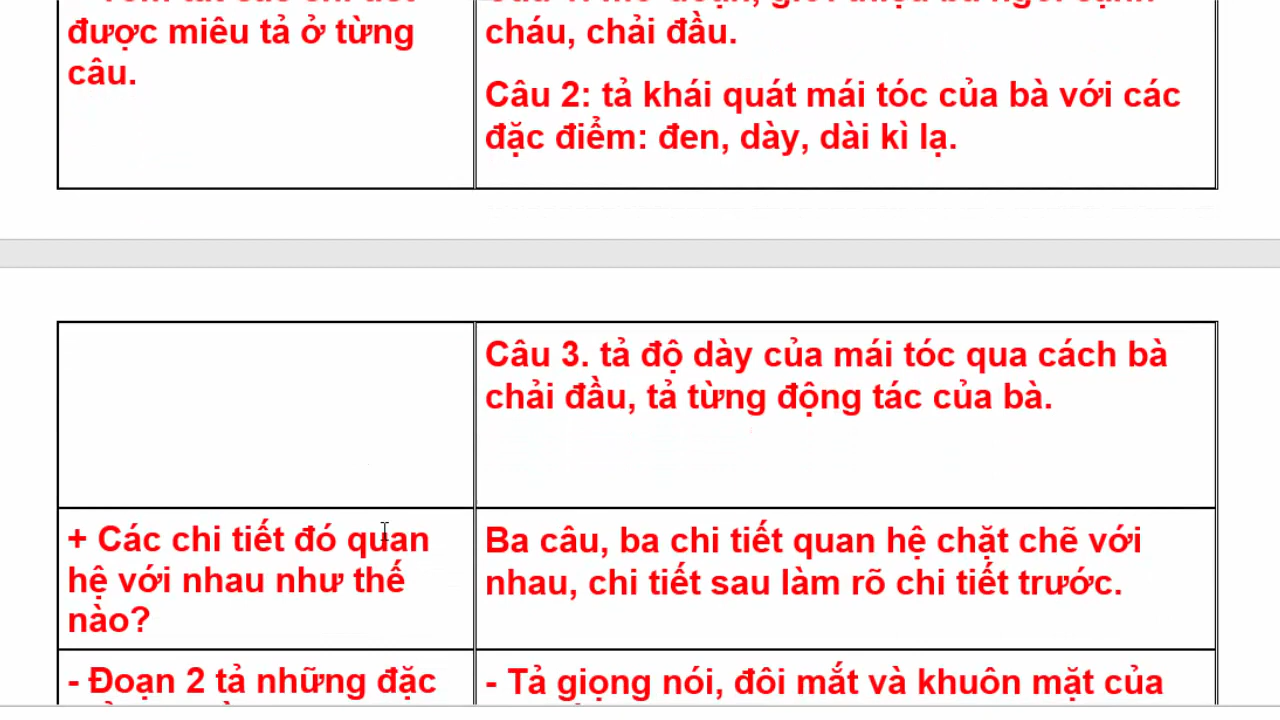 được miêu tả ở từng
câu.
cháu, chải đầu.
Câu 2: tả khái quát mái tóc của bà với các
đặc điểm: đen, dày, dài kì lạ.
Câu 3. tả độ dày của mái tóc qua cách bà
chải đầu, tả từng động tác của bà.
+ Các chi tiết đó quan
hệ với nhau như thế
nào?
Ba câu, ba chi tiết quan hệ chặt chẽ với
nhau, chi tiết sau làm rõ chi tiết trước.
- Đoạn 2 tả những đặc
- Tả giọng nói, đôi mắt và khuôn mặt của